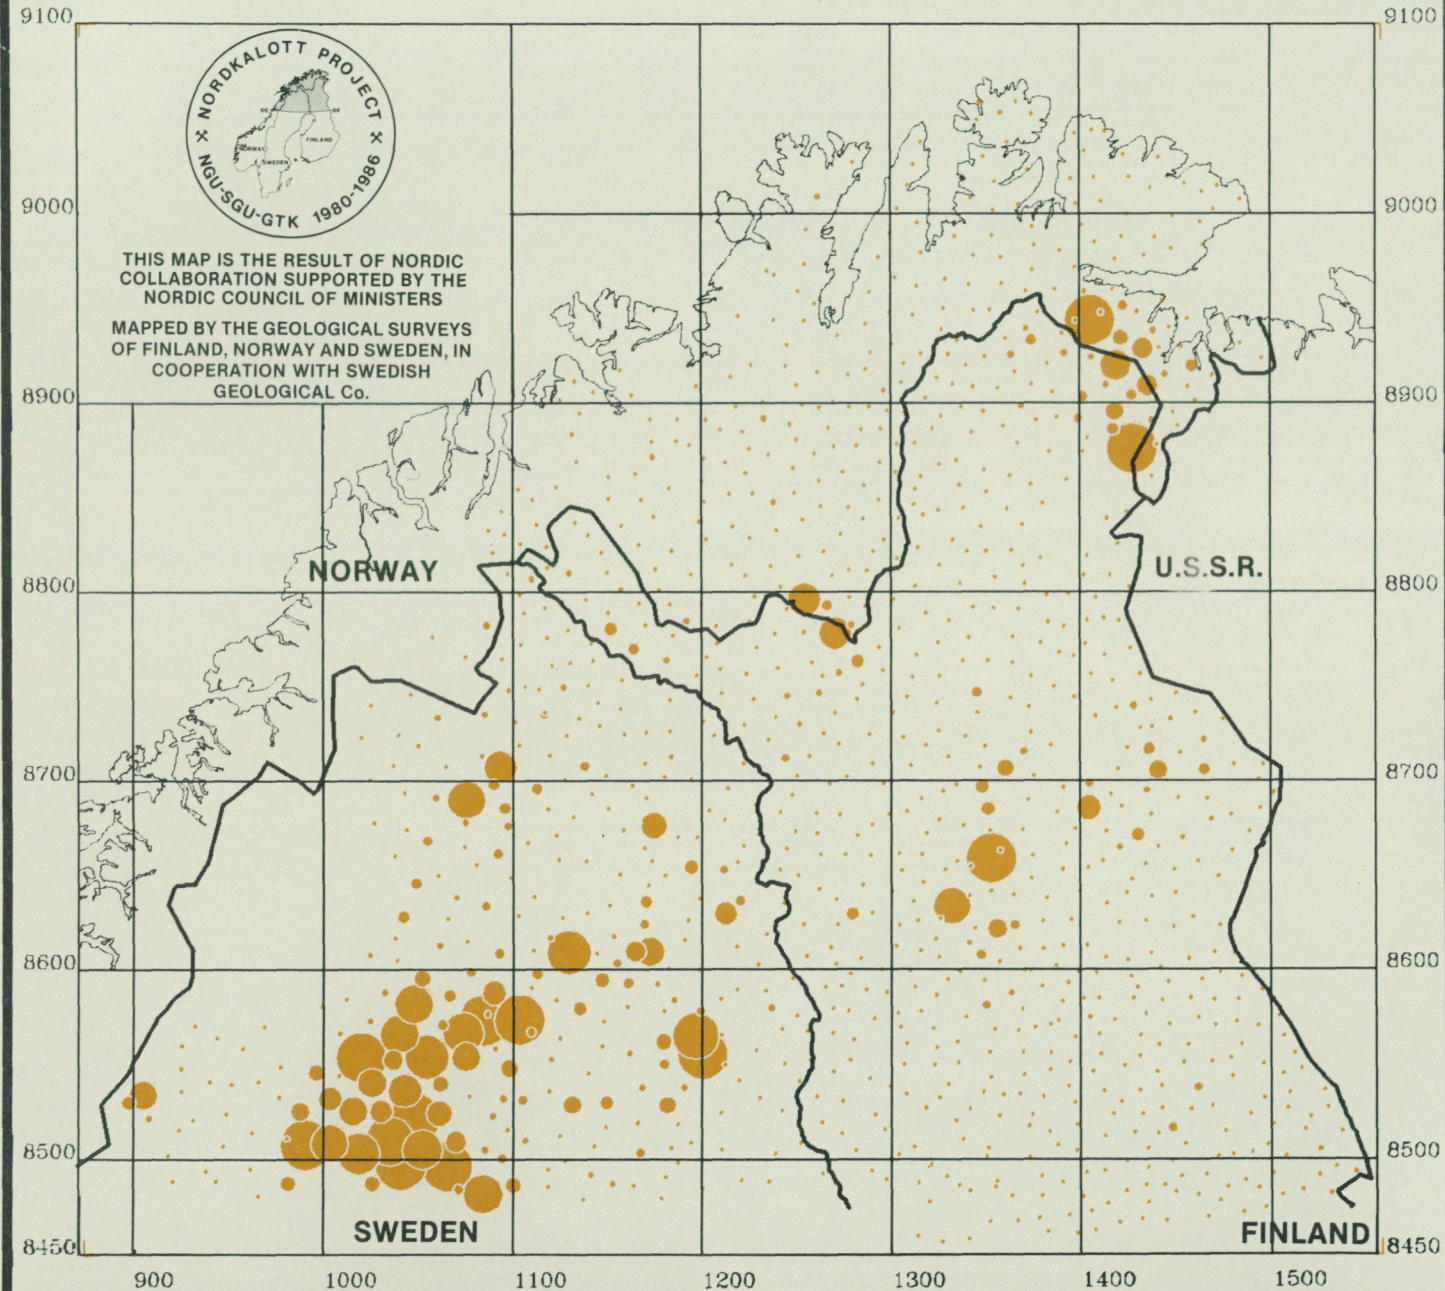 9100
9100
NORDKALOTT PROJECT
NORWAY
FINLAND
SWEDEN
NGU-SGU-GTK 1980-1986
9000
9000
THIS MAP IS THE RESULT OF NORDIC
COLLABORATION SUPPORTED BY THE
NORDIC COUNCIL OF MINISTERS
MAPPED BY THE GEOLOGICAL SURVEYS
OF FINLAND, NORWAY AND SWEDEN, IN
COOPERATION WITH SWEDISH
GEOLOGICAL Co.
8900
8900
NORWAY
U.S.S.R.
8800
8800
8700
8700
8600
8600
8500
8500
SWEDEN
FINLAND
8450
8450
900
1000
1100
1200
1300
1400
1500